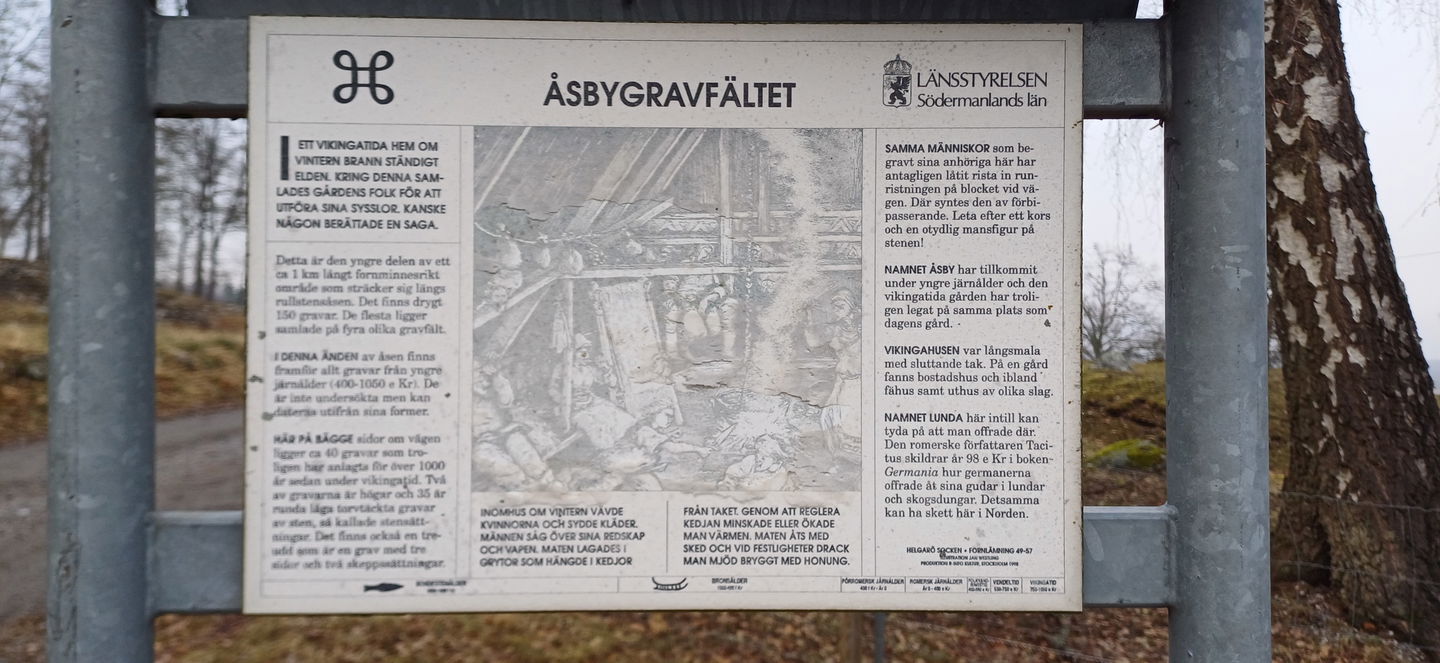 ÅSBYGRAVFÄLTET
LÄNSSTYRELSEN
Södermanlands län
I ETT VIKINGATIDA HEM OM
VINTERN BRANN STÄNDIGT
ELDEN. KRING DENNA SAM-
LADES GÅRDENS FOLK FÖR ATT
UTFÖRA SINA SYSSLOR. KANSKE
NÅGON BERÄTTADE EN SAGA.
Detta är den yngre delen av ett
ca 1 km långt fornminnesrikt
område som sträcker sig längs
rullstensåsen. Det finns drygt
150 gravar. De flesta ligger
samlade på fyra olika gravfält.
I DENNA ÄNDEN av åsen finns
framför allt gravar från yngre
järnålder (400-1050 e Kr). De
är inte undersökta men kan
dateras utifrån sina former.
HÄR PÅ BÄGGE sidor om vägen
ligger ca 40 gravar som tro-
ligen har anlagts för över 1000
år sedan under vikingatid. Två
av gravarna är högar och 35 är
runda låga torvtäckta gravar
av sten, så kallade stensätt-
ningar. Det finns också en tre-
udd som är en grav med tre
sidor och två skeppssättningar.
INOMHUS OM VINTERN VÄVDE
KVINNORNA OCH SYDDE KLÄDER.
MÄNNEN SÅG ÖVER SINA REDSKAP
OCH VAPEN. MATEN LAGADES I
GRYTOR SOM HÄNGDE I KEDJOR
FRÅN TAKET. GENOM ATT REGLERA
KEDJAN MINSKADE ELLER ÖKADE
MAN VÄRMEN. MATEN ÅTS MED
SKED OCH VID FESTLIGHETER DRACK
MAN MJÖD BRYGGT MED HONUNG.
SAMMA MÄNNISKOR som be-
gravt sina anhöriga här har
antagligen låtit rista in run-
ristningen på blocket vid vä-
gen. Där syntes den av förbi-
passerande. Leta efter ett kors
och en otydlig mansfigur på
stenen!
NAMNET ÅSBY har tillkommit
under yngre järnålder och den
vikingatida gården har troli-
gen legat på samma plats som
dagens gård.
VIKINGAHUSEN var långsmala
med sluttande tak. På en gård
fanns bostadshus och ibland
fähus samt uthus av olika slag.
NAMNET LUNDA här intill kan
tyda på att man offrade där.
Den romerske författaren Taci-
tus skildrar år 98 e Kr i boken
Germania hur germanerna
offrade åt sina gudar i lundar
och skogsdungar. Detsamma
kan ha skett här i Norden.
HELGARÖ SOCKEN • FORNLÄMNING 49-57
ILLUSTRATION JAN WESTLING
PRODUKTION B INFO KULTUR, STOCKHOLM 1998
BRONSÅLDER
FÖRROMERSK JÄRNÅLDER
ROMERSK JÄRNÅLDER
VENDELTID
VIKINGATID